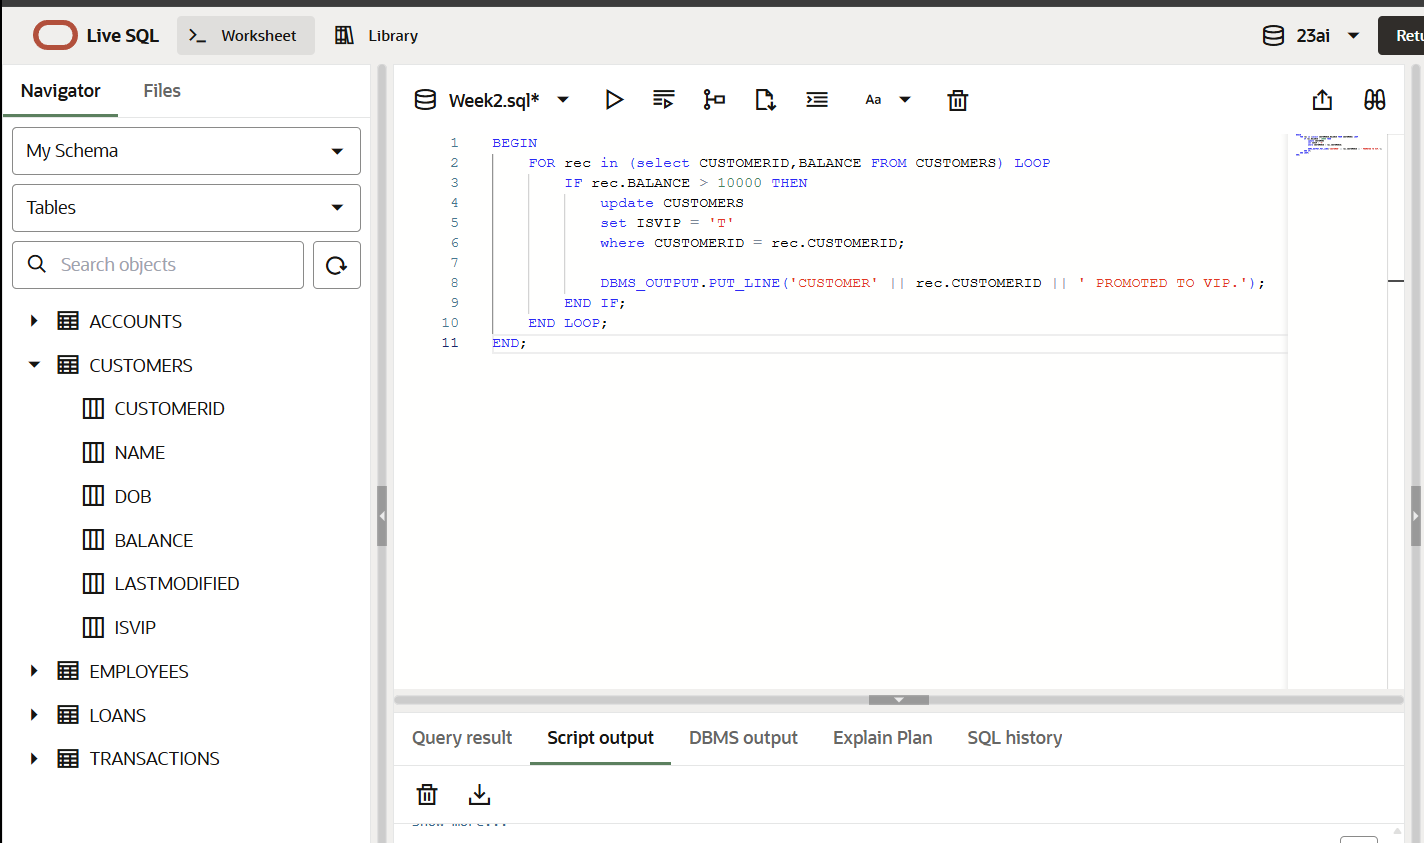 Live SQL
Worksheet
Library
23ai
Navigator
Files
My Schema
Tables
Search objects
ACCOUNTS
CUSTOMERS
CUSTOMERID
NAME
DOB
BALANCE
LASTMODIFIED
ISVIP
EMPLOYEES
LOANS
TRANSACTIONS
Week2.sql*
Aa
1 BEGIN
2 FOR rec in (select CUSTOMERID,BALANCE FROM CUSTOMERS) LOOP
3 IF rec.BALANCE > 10000 THEN
4 update CUSTOMERS
5 set ISVIP = 'T'
6 where CUSTOMERID = rec.CUSTOMERID;
7
8 DBMS_OUTPUT.PUT_LINE('CUSTOMER' || rec.CUSTOMERID || ' PROMOTED TO VIP.');
9 END IF;
10 END LOOP;
11 END;
Query result
Script output
DBMS output
Explain Plan
SQL history